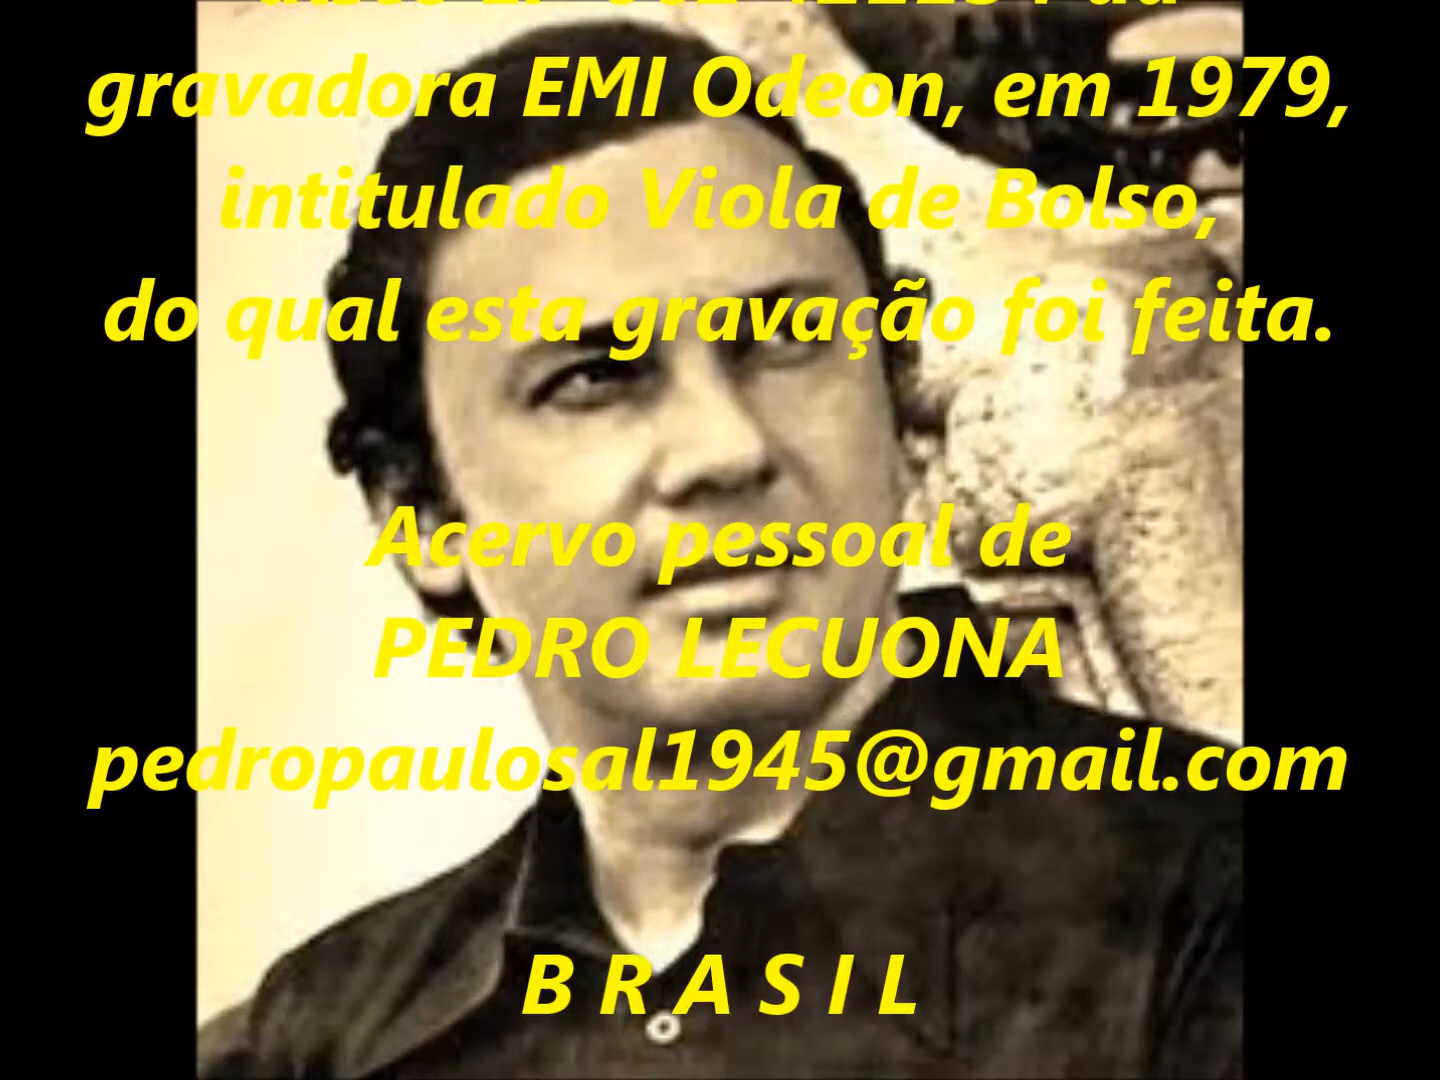 gravadora EMI Odeon, em 1979,
intitulado Viola de Bolso,
do qual esta gravação foi feita.
Acervo pessoal de
PEDRO LECUONA
pedropaulosal1945@gmail.com
B R A S I L